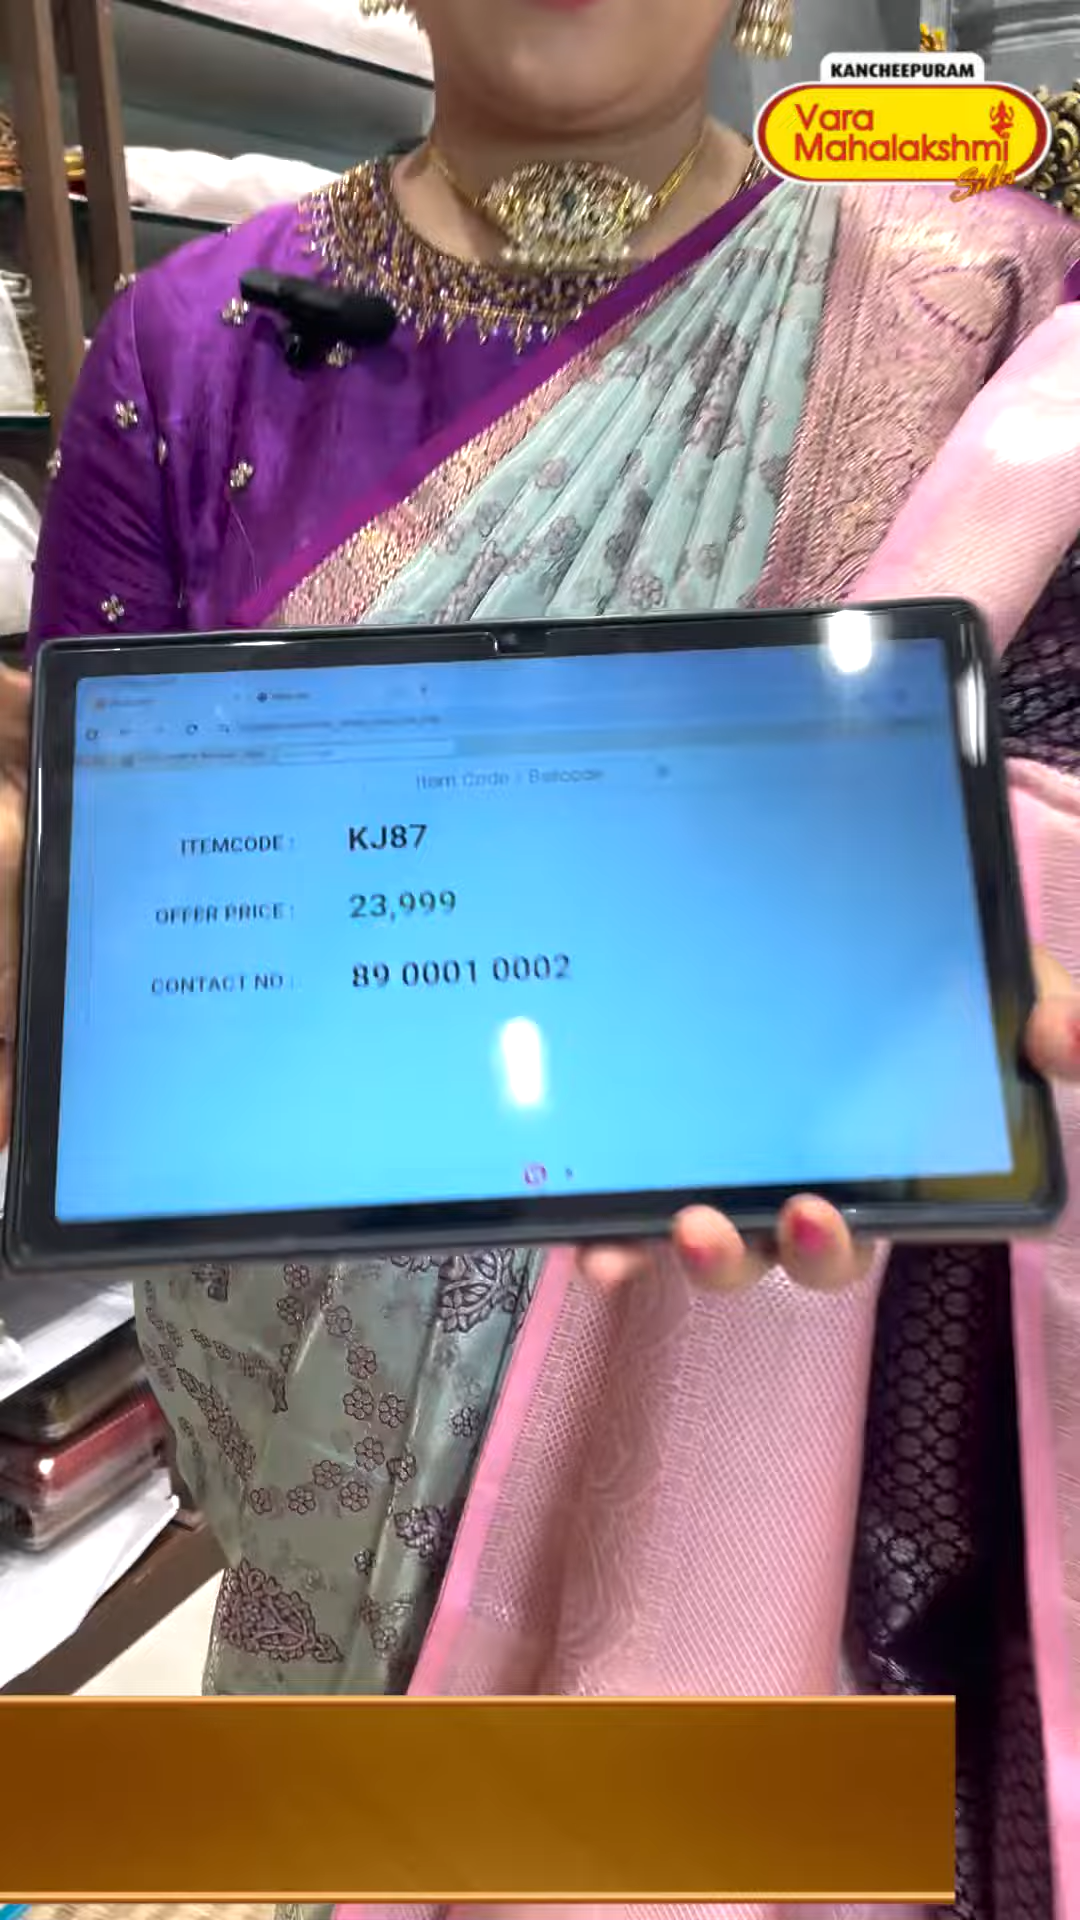 KANCHEEPURAM
Vara
Mahalakshmi
Silks
Item Code / Barcode
ITEMCODE : KJ87
OFFER PRICE : 23,999
CONTACT NO : 89 0001 0002